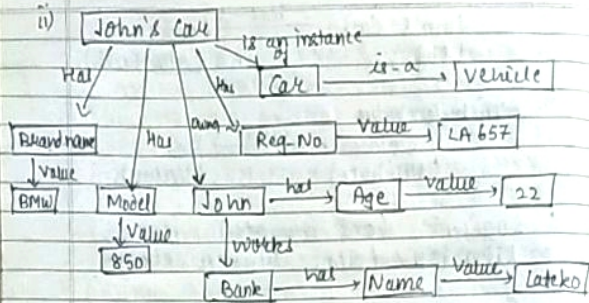 ii) John's Car
is an instance
of
Has
Car
is-a
Vehicle
Has
Brand name
Has
owns
Reg-No.
Value
LA 657
Value
BMW
Model
John
has
Age
value
22
Value
850
works
Bank
has
Name
Value
Lateko